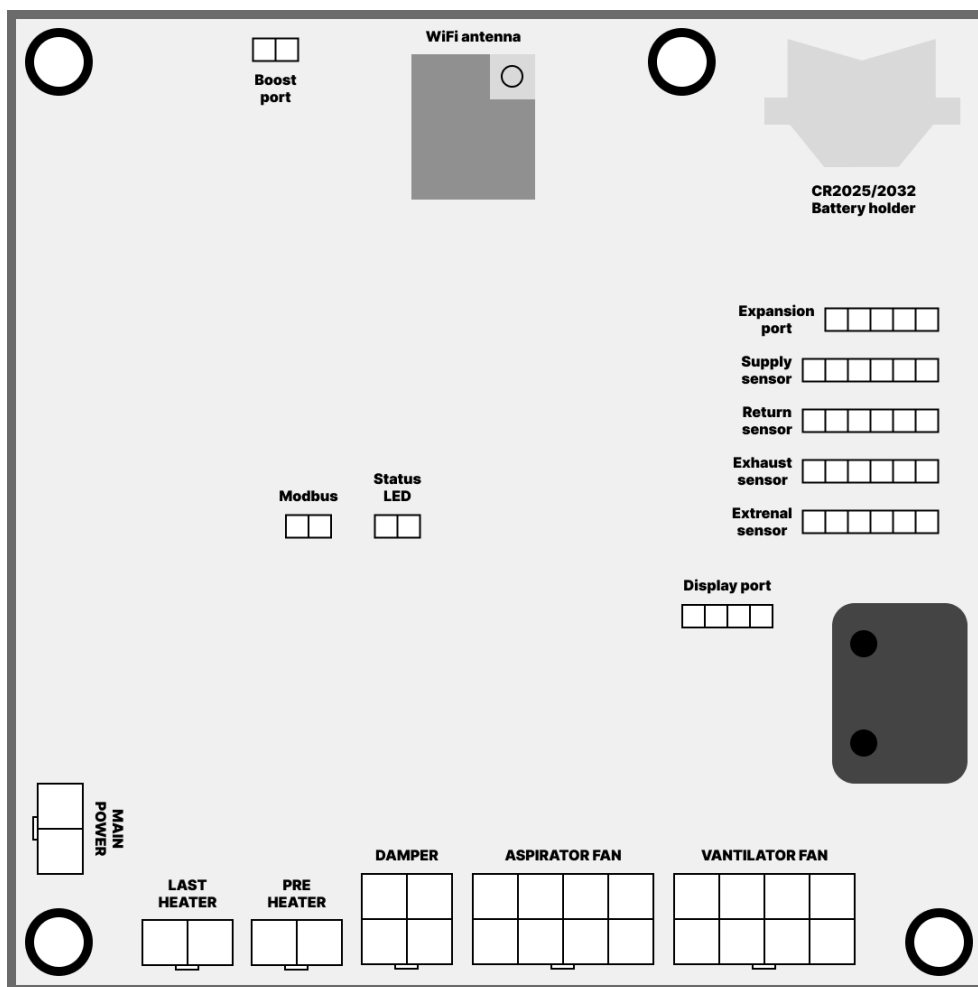 WiFi antenna
Boost
port
CR2025/2032
Battery holder
Expansion
port
Supply
sensor
Return
sensor
Exhaust
sensor
Extrenal
sensor
Modbus
Status
LED
Display port
MAIN
POWER
LAST
HEATER
PRE
HEATER
DAMPER
ASPIRATOR FAN
VANTILATOR FAN